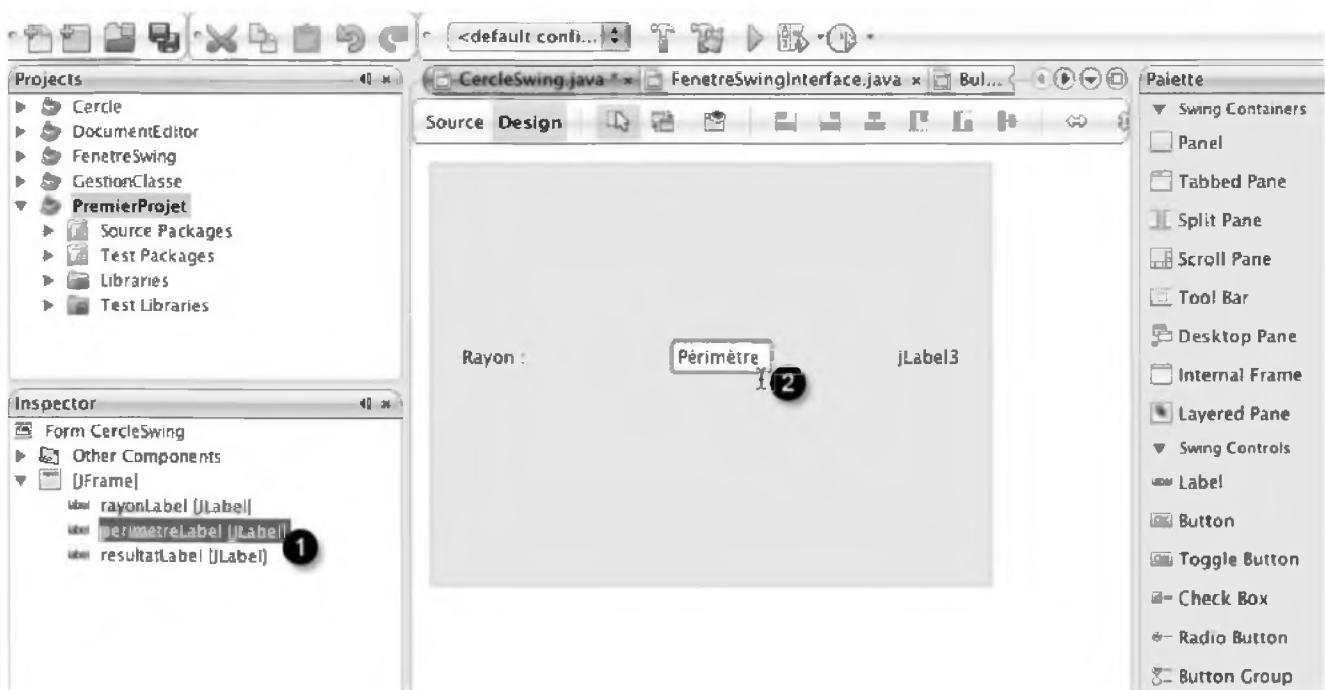 <default confi...
Projects
Cercle
DocumentEditor
FenetreSwing
GestionClasse
PremierProjet
Source Packages
Test Packages
Libraries
Test Libraries
Inspector
Form CercleSwing
Other Components
[JFrame]
label rayonLabel [JLabel]
label perimetreLabel [JLabel]
label resultatLabel [JLabel]
1
CercleSwing.java * × FenetreSwingInterface.java × Bul...
Source Design
Rayon : Périmètre jLabel3
2
Palette
Swing Containers
Panel
Tabbed Pane
Split Pane
Scroll Pane
Tool Bar
Desktop Pane
Internal Frame
Layered Pane
Swing Controls
Label
Button
Toggle Button
Check Box
Radio Button
Button Group